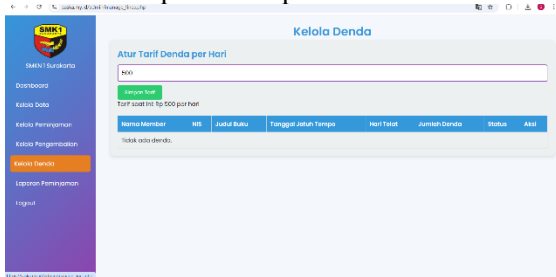 SMK 1
SMKN 1 Surakarta
Dashboard
Kelola Data
Kelola Peminjaman
Kelola Pengembalian
Kelola Denda
Laporan Peminjaman
Logout
Kelola Denda
Atur Tarif Denda per Hari
500
Simpan Tarif
Tarif saat ini: Rp 500 per hari
Nama Member NIS Judul Buku Tanggal Jatuh Tempo Hari Telat Jumlah Denda Status Aksi
Tidak ada denda.